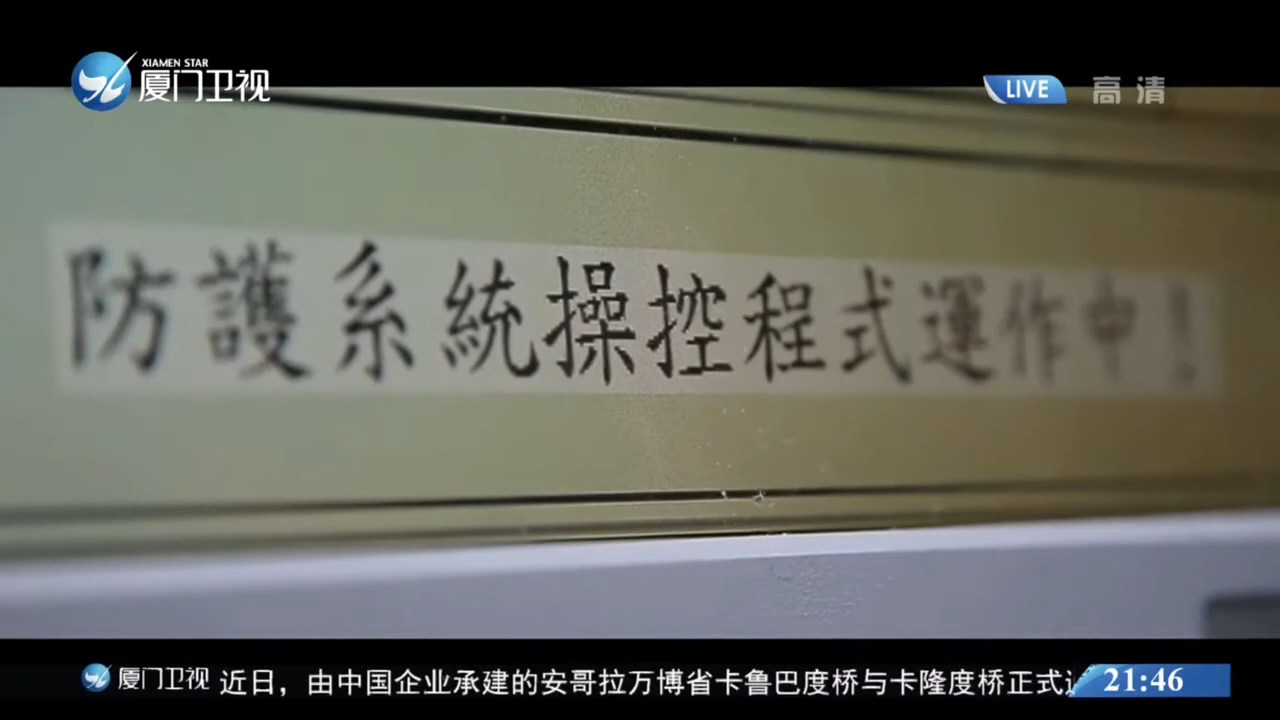 XIAMEN STAR
厦门卫视
LIVE
高清
防護系統操控程式運作中
厦门卫视 近日，由中国企业承建的安哥拉万博省卡鲁巴度桥与卡隆度桥正式
21:46